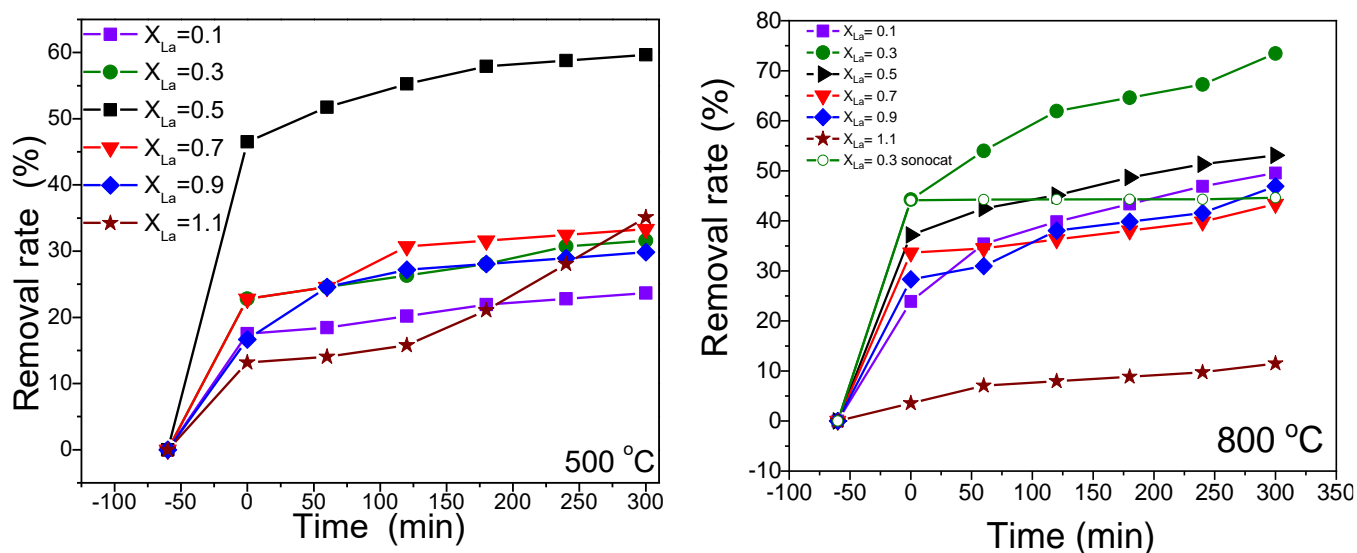 X_La=0.1
X_La=0.3
X_La=0.5
X_La=0.7
X_La=0.9
X_La=1.1
Removal rate (%)
60
50
40
30
20
10
0
-100 -50 0 50 100 150 200 250 300
500 °C
Time (min)
X_La= 0.1
X_La= 0.3
X_La= 0.5
X_La= 0.7
X_La= 0.9
X_La= 1.1
X_La= 0.3 sonocat
Removal rate (%)
80
70
60
50
40
30
20
10
0
-10
-100 -50 0 50 100 150 200 250 300 350
800 °C
Time (min)